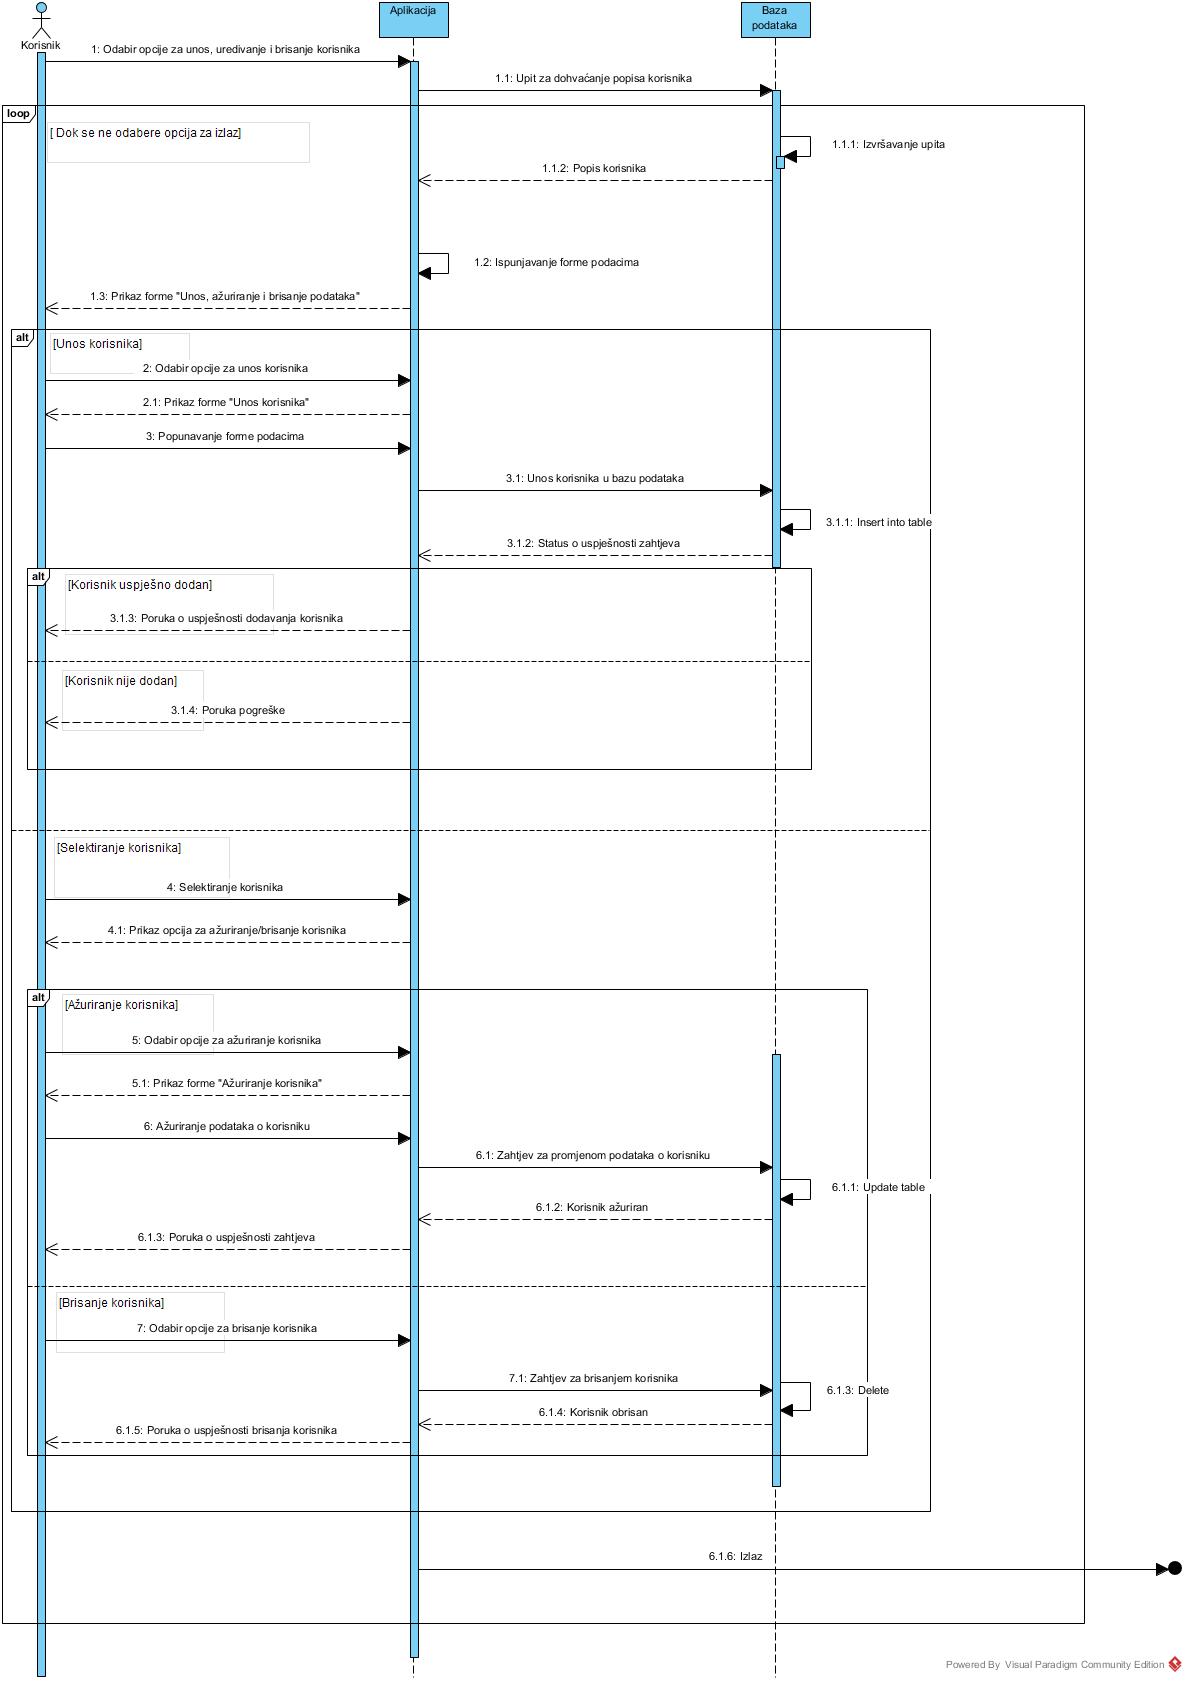 Korisnik
Aplikacija
Baza
podataka
1: Odabir opcije za unos, uređivanje i brisanje korisnika
1.1: Upit za dohvaćanje popisa korisnika
loop
[ Dok se ne odabere opcija za izlaz]
1.1.1: Izvršavanje upita
1.1.2: Popis korisnika
1.2: Ispunjavanje forme podacima
1.3: Prikaz forme "Unos, ažuriranje i brisanje podataka"
alt
[Unos korisnika]
2: Odabir opcije za unos korisnika
2.1: Prikaz forme "Unos korisnika"
3: Popunavanje forme podacima
3.1: Unos korisnika u bazu podataka
3.1.1: Insert into table
3.1.2: Status o uspješnosti zahtjeva
alt
[Korisnik uspješno dodan]
3.1.3: Poruka o uspješnosti dodavanja korisnika
[Korisnik nije dodan]
3.1.4: Poruka pogreške
[Selektiranje korisnika]
4: Selektiranje korisnika
4.1: Prikaz opcija za ažuriranje/brisanje korisnika
alt
[Ažuriranje korisnika]
5: Odabir opcije za ažuriranje korisnika
5.1: Prikaz forme "Ažuriranje korisnika"
6: Ažuriranje podataka o korisniku
6.1: Zahtjev za promjenom podataka o korisniku
6.1.1: Update table
6.1.2: Korisnik ažuriran
6.1.3: Poruka o uspješnosti zahtjeva
[Brisanje korisnika]
7: Odabir opcije za brisanje korisnika
7.1: Zahtjev za brisanjem korisnika
6.1.3: Delete
6.1.4: Korisnik obrisan
6.1.5: Poruka o uspješnosti brisanja korisnika
6.1.6: Izlaz
Powered By Visual Paradigm Community Edition